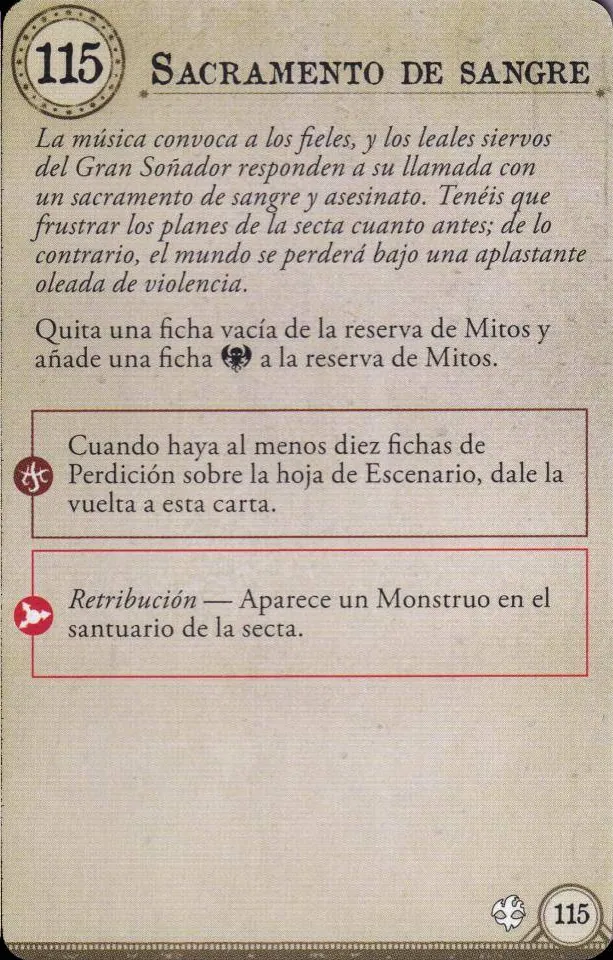 115
SACRAMENTO DE SANGRE
La música convoca a los fieles, y los leales siervos
del Gran Soñador responden a su llamada con
un sacramento de sangre y asesinato. Tenéis que
frustrar los planes de la secta cuanto antes; de lo
contrario, el mundo se perderá bajo una aplastante
oleada de violencia.
Quita una ficha vacía de la reserva de Mitos y
añade una ficha a la reserva de Mitos.
Cuando haya al menos diez fichas de
Perdición sobre la hoja de Escenario, dale la
vuelta a esta carta.
Retribución — Aparece un Monstruo en el
santuario de la secta.
115